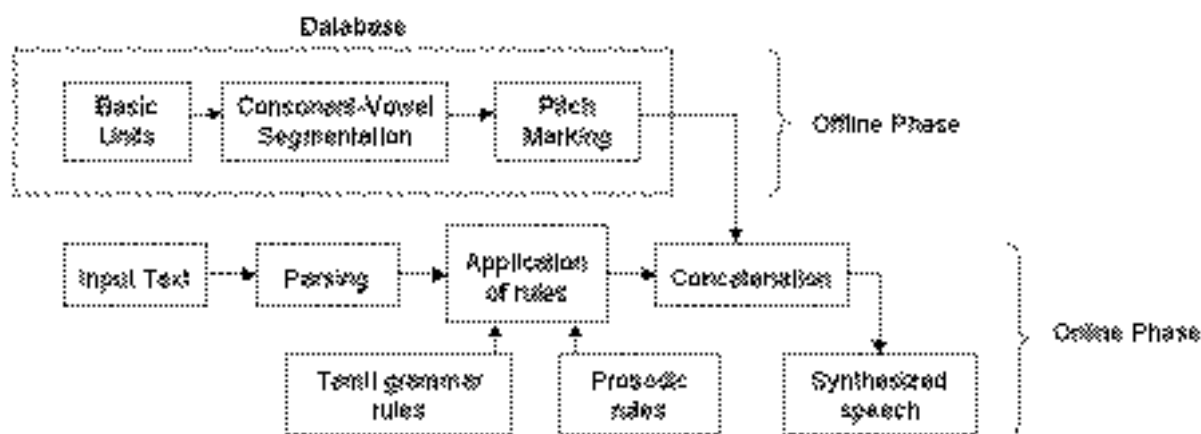 Database
Basic
Units
Consonant-Vowel
Segmentation
Pitch
Marking
Offline Phase
Input Text
Parsing
Application
of rules
Concatenation
Online Phase
Tamil grammar
rules
Prosodic
rules
Synthesized
speech